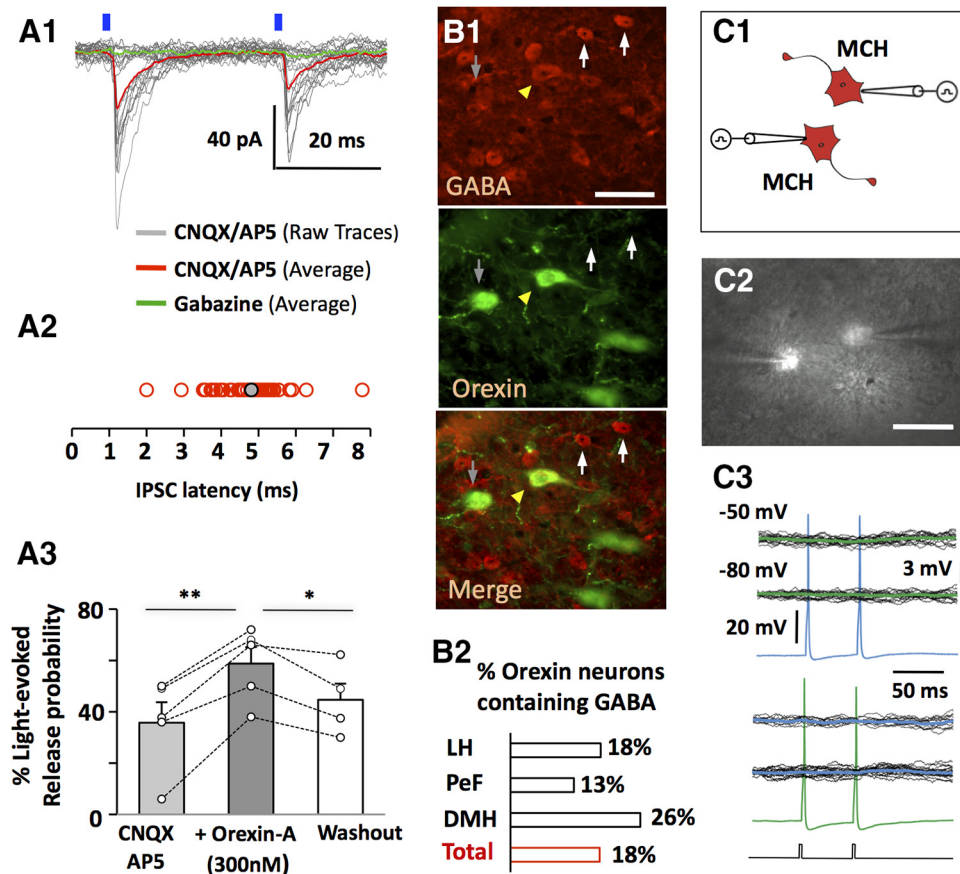 A1
40 pA
20 ms
CNQX/AP5 (Raw Traces)
CNQX/AP5 (Average)
Gabazine (Average)
A2
0 1 2 3 4 5 6 7 8
IPSC latency (ms)
A3
% Light-evoked
Release probability
80
40
0
**
*
CNQX
AP5
+ Orexin-A
(300nM)
Washout
B1
GABA
Orexin
Merge
B2
% Orexin neurons
containing GABA
LH 18%
PeF 13%
DMH 26%
Total 18%
C1
MCH
MCH
C2
C3
-50 mV
-80 mV
3 mV
20 mV
50 ms